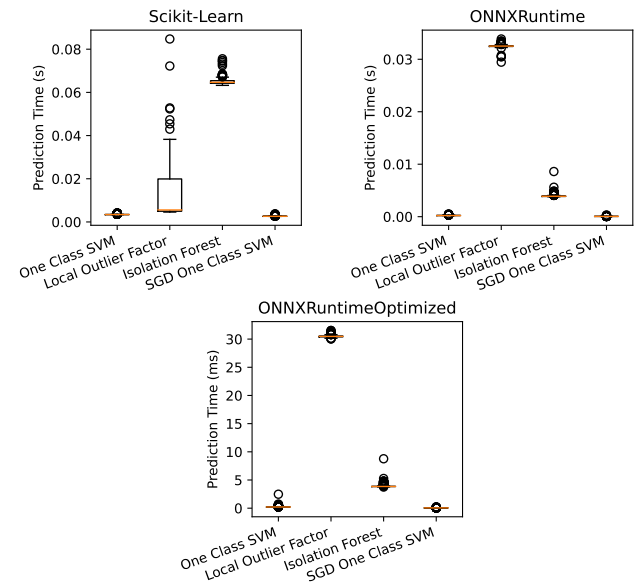 Scikit-Learn
Prediction Time (s)
0.08
0.06
0.04
0.02
0.00
One Class SVM
Local Outlier Factor
Isolation Forest
SGD One Class SVM
ONNXRuntime
Prediction Time (s)
0.03
0.02
0.01
0.00
One Class SVM
Local Outlier Factor
Isolation Forest
SGD One Class SVM
ONNXRuntimeOptimized
Prediction Time (ms)
30
25
20
15
10
5
0
One Class SVM
Local Outlier Factor
Isolation Forest
SGD One Class SVM